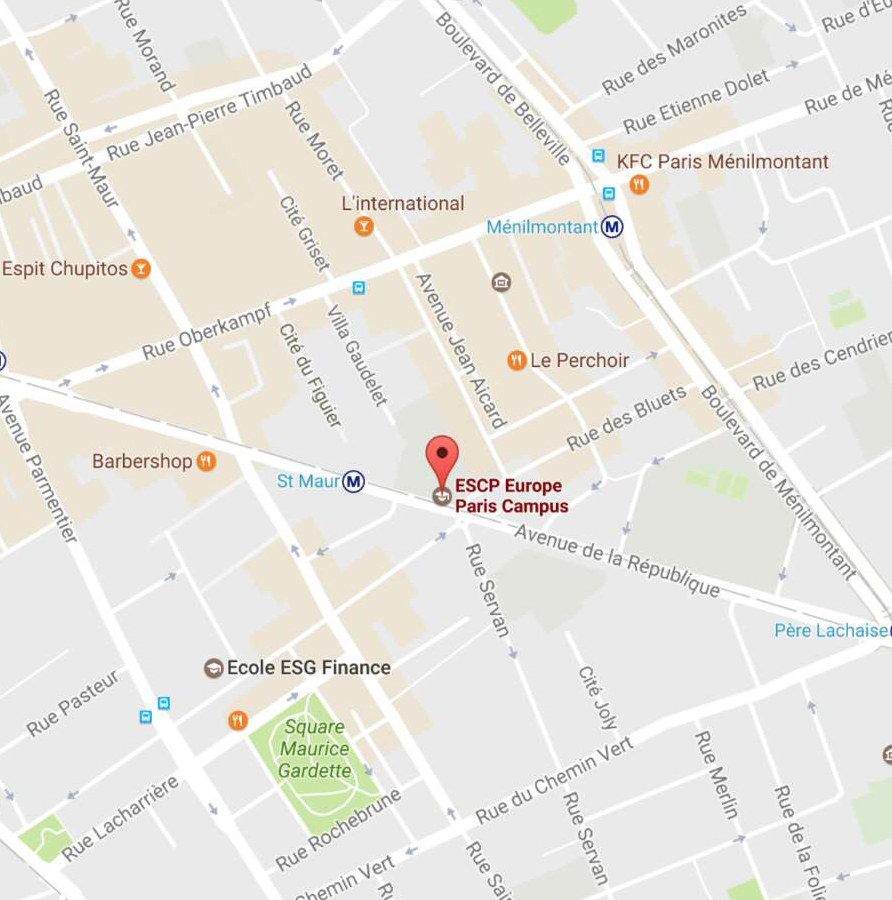 Rue Morand
Boulevard de Belleville
Rue des Maronites
Rue d'E
Rue Etienne Dolet
Rue de Mé
Rue Jean-Pierre Timbaud
Rue Saint-Maur
Rue Moret
KFC Paris Ménilmontant
baud
L'international
Cité Griset
Ménilmontant
M
Espit Chupitos
Rue Oberkampf
Avenue Jean Aicard
Villa Gaudelet
Cité du Figuier
Le Perchoir
Rue des Cendrier
Rue des Bluets
Boulevard de Ménilmontant
Avenue Parmentier
Barbershop
St Maur
M
ESCP Europe
Paris Campus
Avenue de la République
Rue Servan
Père Lachaise
Ecole ESG Finance
Rue Pasteur
Cité Joly
Square
Maurice
Gardette
Rue du Chemin Vert
Rue Merlin
Rue Lacharrière
Rue Rochebrune
Rue Servan
Rue de la Folie
Chemin Vert
Rue Sai
Ru